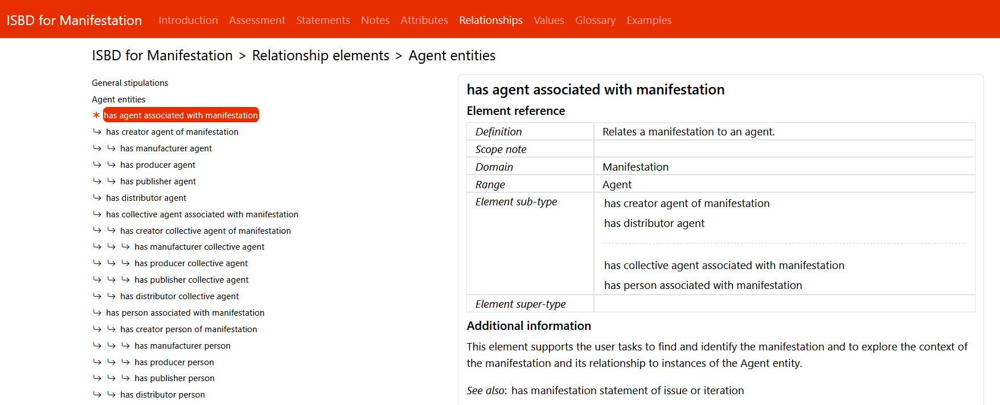 ISBD for Manifestation Introduction Assessment Statements Notes Attributes Relationships Values Glossary Examples
ISBD for Manifestation > Relationship elements > Agent entities
General stipulations
Agent entities
* has agent associated with manifestation
↪ has creator agent of manifestation
↪ ↪ has manufacturer agent
↪ ↪ has producer agent
↪ ↪ has publisher agent
↪ has distributor agent
↪ has collective agent associated with manifestation
↪ ↪ has creator collective agent of manifestation
↪ ↪ ↪ has manufacturer collective agent
↪ ↪ ↪ has producer collective agent
↪ ↪ ↪ has publisher collective agent
↪ ↪ has distributor collective agent
↪ has person associated with manifestation
↪ ↪ has creator person of manifestation
↪ ↪ ↪ has manufacturer person
↪ ↪ ↪ has producer person
↪ ↪ ↪ has publisher person
↪ ↪ has distributor person
has agent associated with manifestation
Element reference
Definition Relates a manifestation to an agent.
Scope note
Domain Manifestation
Range Agent
Element sub-type has creator agent of manifestation
has distributor agent
has collective agent associated with manifestation
has person associated with manifestation
Element super-type
Additional information
This element supports the user tasks to find and identify the manifestation and to explore the context of
the manifestation and its relationship to instances of the Agent entity.
See also: has manifestation statement of issue or iteration